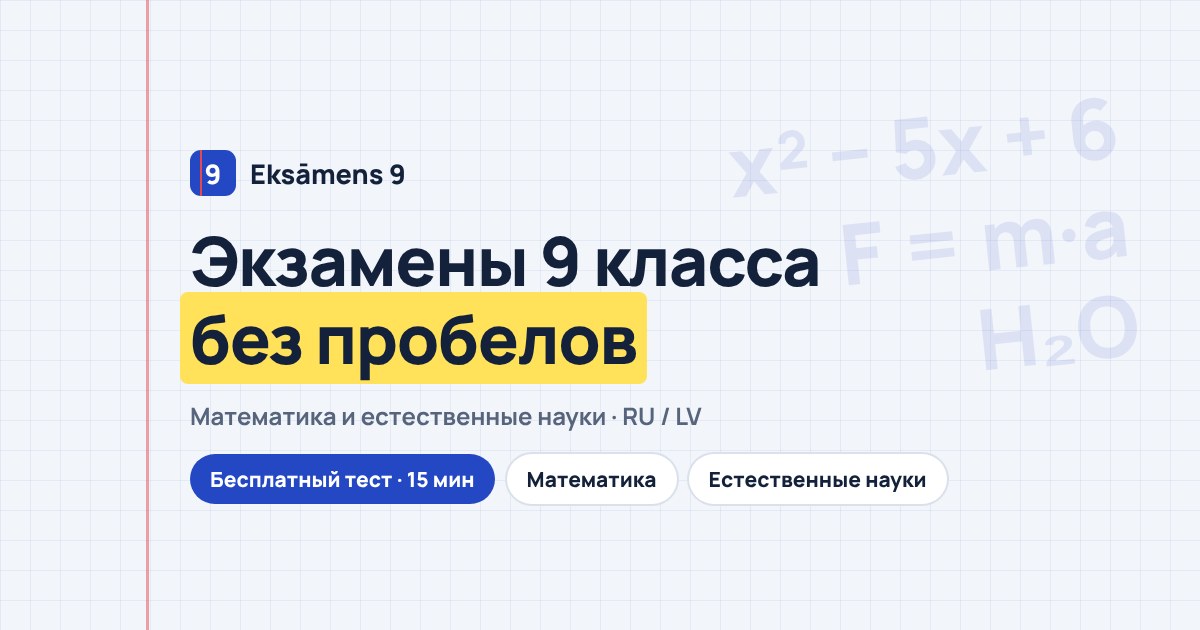 x² − 5x + 6
F = m·a
H₂O
9 Eksāmens 9
Экзамены 9 класса
без пробелов
Математика и естественные науки · RU / LV
Бесплатный тест · 15 мин
Математика
Естественные науки